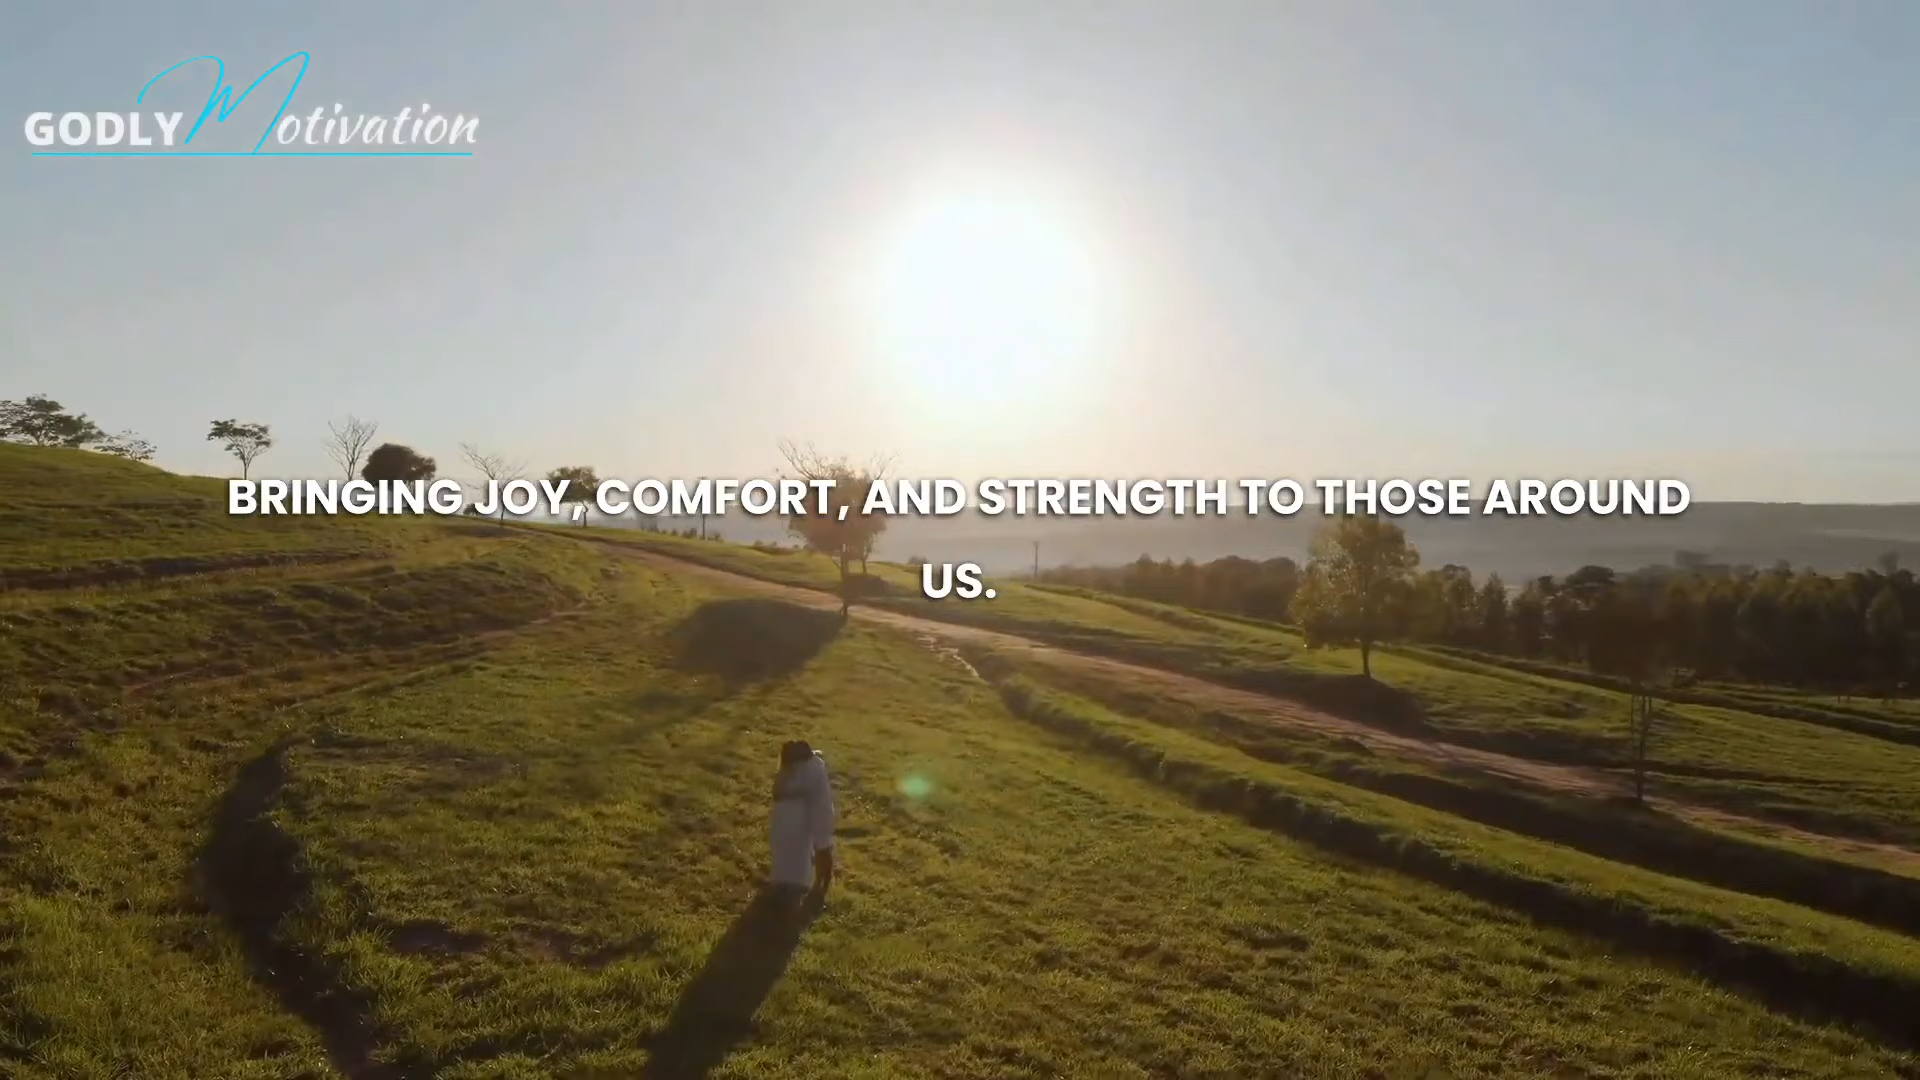 GODLY Motivation
BRINGING JOY, COMFORT, AND STRENGTH TO THOSE AROUND
US.